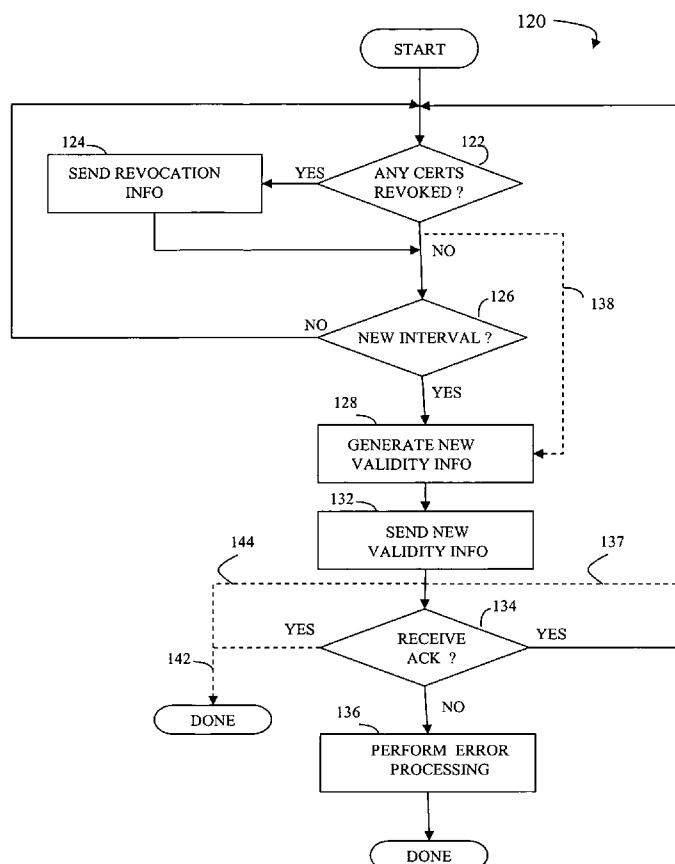 120
START
124
122
SEND REVOCATION
INFO
YES
ANY CERTS
REVOKED ?
NO
138
126
NO
NEW INTERVAL ?
YES
128
GENERATE NEW
VALIDITY INFO
132
SEND NEW
VALIDITY INFO
144
137
134
YES
RECEIVE
ACK ?
YES
142
DONE
NO
136
PERFORM ERROR
PROCESSING
DONE